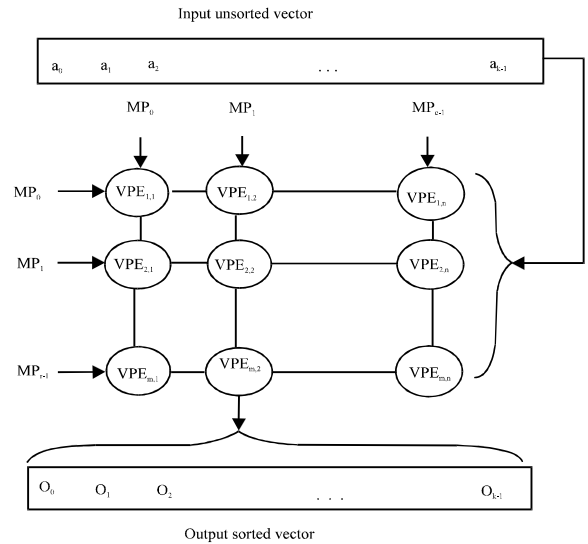 Input unsorted vector
a₀ a₁ a₂ . . . aₖ₋₁
MP₀ MP₁ MP꜀₋₁
MP₀ VPE₁,₁ VPE₁,₂ VPE₁,ₙ
MP₁ VPE₂,₁ VPE₂,₂ VPE₂,ₙ
MPᵣ₋₁ VPEₘ,₁ VPEₘ,₂ VPEₘ,ₙ
O₀ O₁ O₂ . . . Oₖ₋₁
Output sorted vector